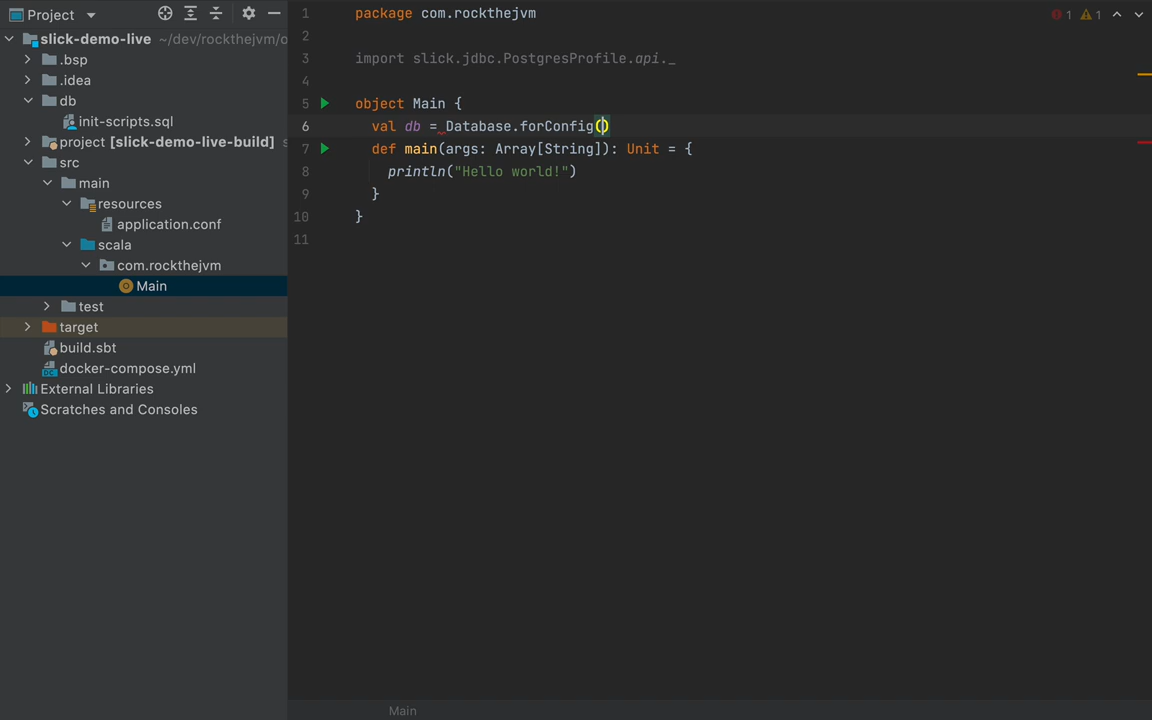 Project
slick-demo-live ~/dev/rockthejvm/o
.bsp
.idea
db
init-scripts.sql
project [slick-demo-live-build] s
src
main
resources
application.conf
scala
com.rockthejvm
Main
test
target
build.sbt
docker-compose.yml
External Libraries
Scratches and Consoles
1 package com.rockthejvm
2
3 import slick.jdbc.PostgresProfile.api._
4
5 object Main {
6 val db = Database.forConfig()
7 def main(args: Array[String]): Unit = {
8 println("Hello world!")
9 }
10 }
11
1 1
Main